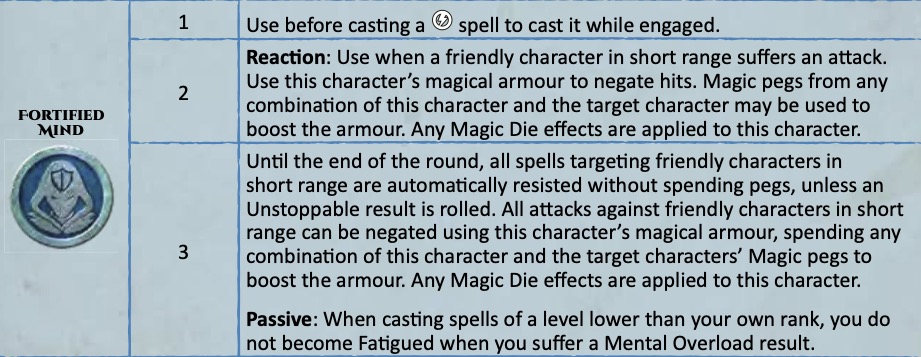 1
Use before casting a spell to cast it while engaged.
FORTIFIED
MIND
2
Reaction: Use when a friendly character in short range suffers an attack.
Use this character's magical armour to negate hits. Magic pegs from any
combination of this character and the target character may be used to
boost the armour. Any Magic Die effects are applied to this character.
3
Until the end of the round, all spells targeting friendly characters in
short range are automatically resisted without spending pegs, unless an
Unstoppable result is rolled. All attacks against friendly characters in short
range can be negated using this character's magical armour, spending any
combination of this character and the target characters' Magic pegs to
boost the armour. Any Magic Die effects are applied to this character.
Passive: When casting spells of a level lower than your own rank, you do
not become Fatigued when you suffer a Mental Overload result.